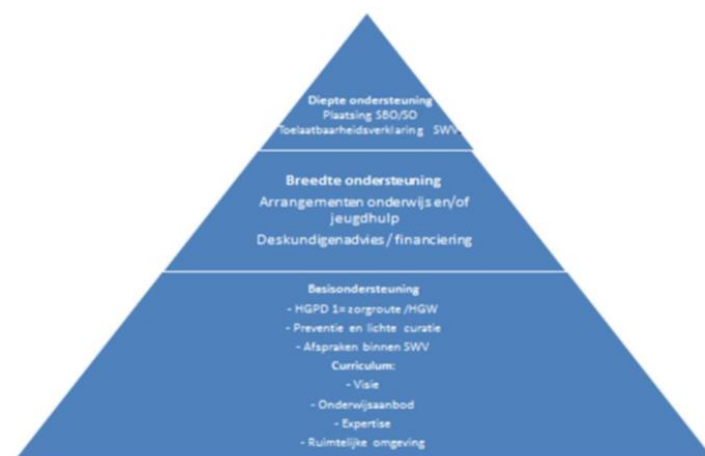 Diepte ondersteuning
Plaatsing SBO/SO
Toelaatbaarheidsverklaring SWV
Breedte ondersteuning
Arrangementen onderwijs en/of
jeugdhulp
Deskundigenadvies / financiering
Basisondersteuning
- HGPD 1= zorgroute /HGW
- Preventie en lichte curatie
- Afspraken binnen SWV
Curriculum:
- Visie
- Onderwijsaanbod
- Expertise
- Ruimtelijke omgeving